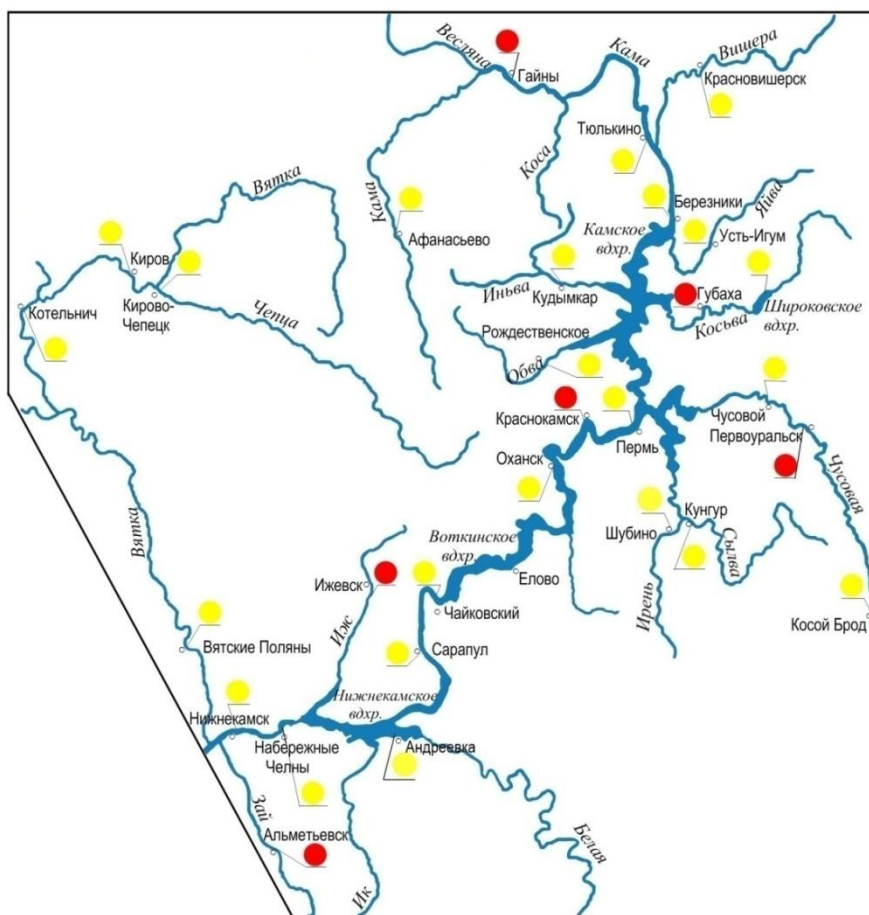 Весляна
Гайны
Кама
Вишера
Красновишерск
Тюлькино
Коса
Вятка
Кама
Афанасьево
Березники
Яйва
Камское
вдхр.
Усть-Игум
Киров
Кирово-
Чепецк
Котельнич
Чепца
Иньва
Кудымкар
Губаха
Косьва
Широковское
вдхр.
Рождественское
Обва
Краснокамск
Пермь
Чусовой
Первоуральск
Чусовая
Оханск
Вятка
Воткинское
вдхр.
Шубино
Кунгур
Сылва
Ирень
Елово
Ижевск
Иж
Чайковский
Косой Брод
Вятские Поляны
Сарапул
Нижнекамское
вдхр.
Нижнекамск
Набережные
Челны
Андреевка
Зай
Альметьевск
Ик
Белая